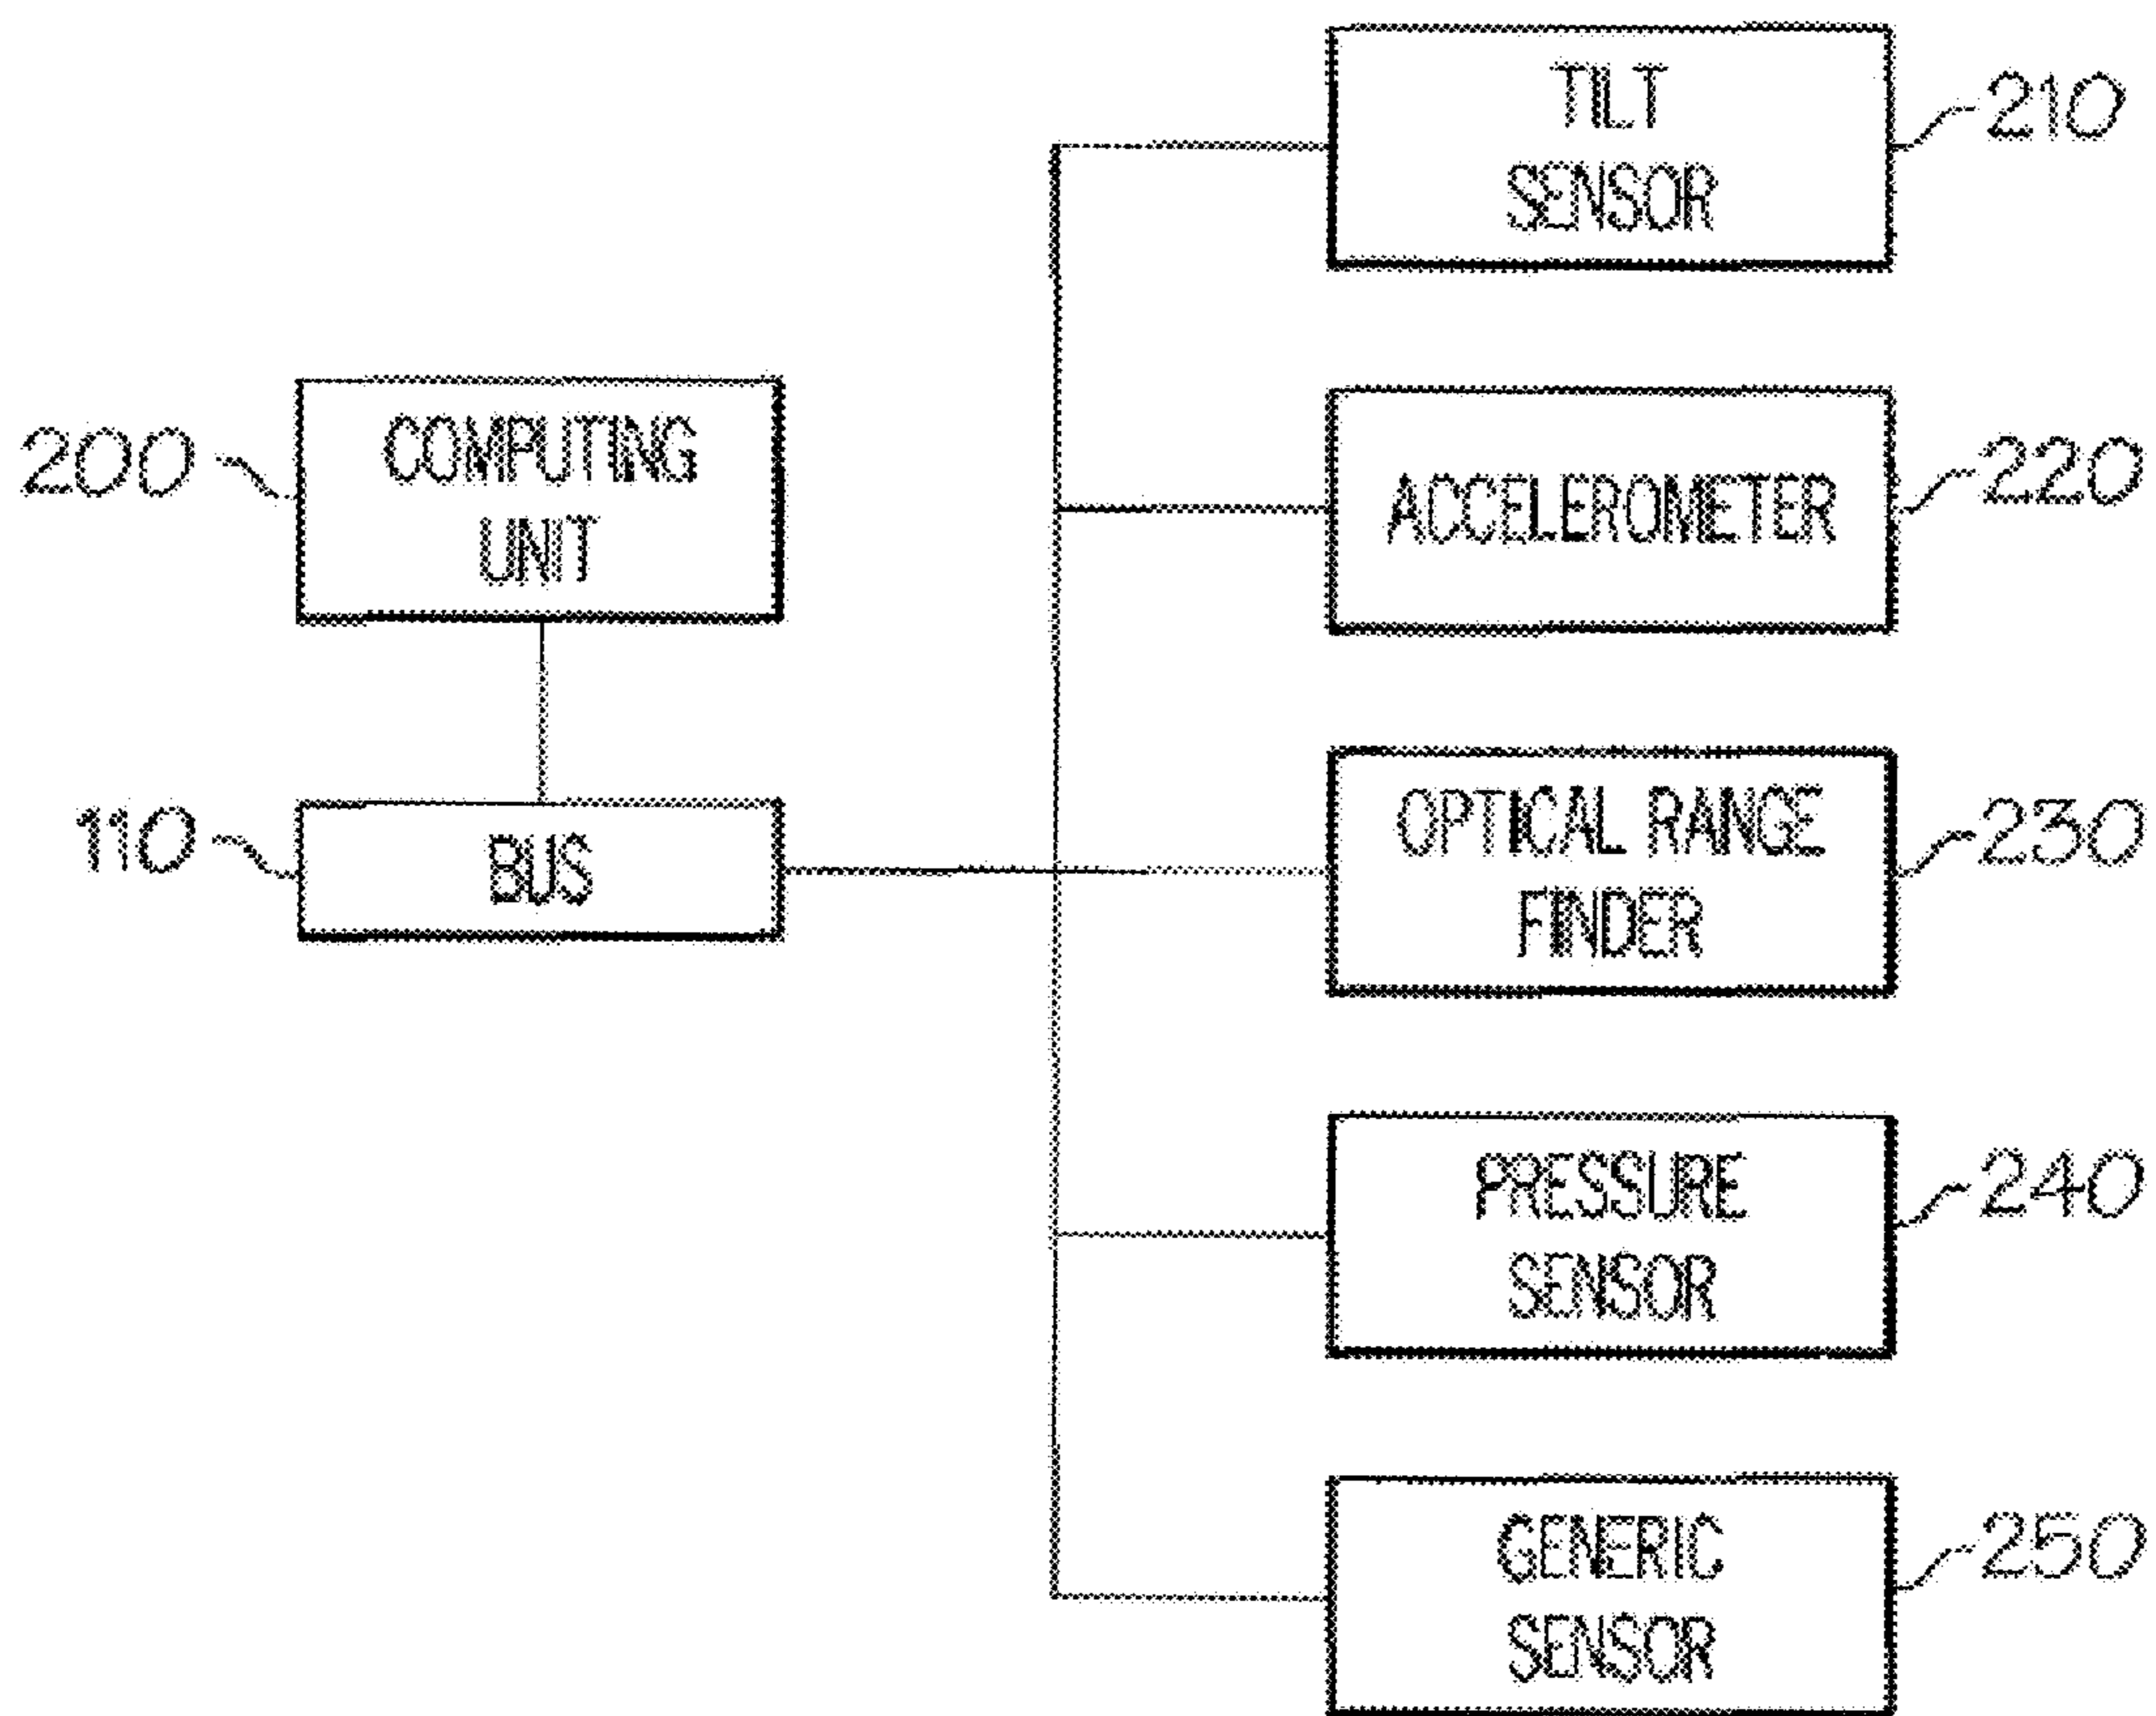 TILT
SENSOR
210
COMPUTING
UNIT
200
ACCELEROMETER
220
BUS
110
OPTICAL RANGE
FINDER
230
PRESSURE
SENSOR
240
GENERIC
SENSOR
250